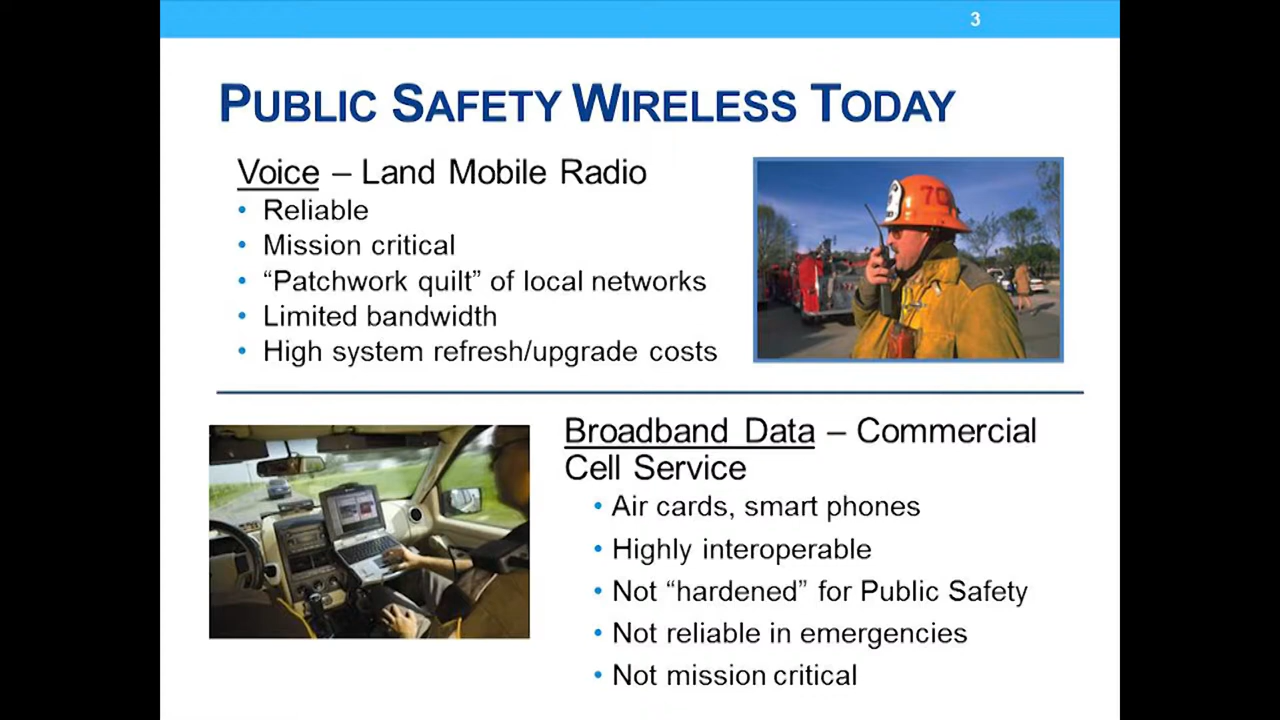 3
PUBLIC SAFETY WIRELESS TODAY
Voice – Land Mobile Radio
• Reliable
• Mission critical
• “Patchwork quilt” of local networks
• Limited bandwidth
• High system refresh/upgrade costs
70
Broadband Data – Commercial
Cell Service
• Air cards, smart phones
• Highly interoperable
• Not “hardened” for Public Safety
• Not reliable in emergencies
• Not mission critical